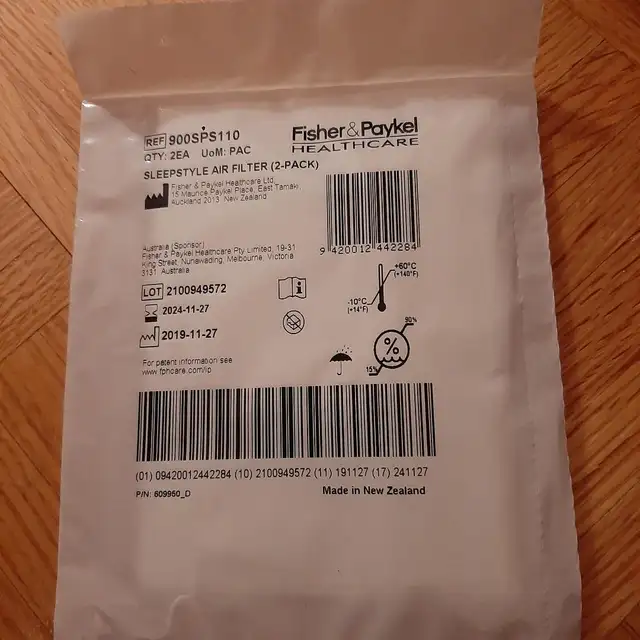 REF 900SPS110
QTY: 2EA UoM: PAC
SLEEPSTYLE AIR FILTER (2-PACK)
Fisher & Paykel
HEALTHCARE
Fisher & Paykel Healthcare Ltd,
15 Maurice Paykel Place, East Tamaki
Auckland 2013, New Zealand
9 420012 442284
Australia (Sponsor)
Fisher & Paykel Healthcare Pty Limited, 19-31
King Street, Nunawading, Melbourne, Victoria
3131, Australia
LOT 2100949572
2024-11-27
2019-11-27
+60°C
(+140°F)
-10°C
(+14°F)
90%
%
15%
For patent information see
www.fphcare.com/ip
(01) 09420012442284 (10) 2100949572 (11) 191127 (17) 241127
P/N: 609950_D
Made in New Zealand